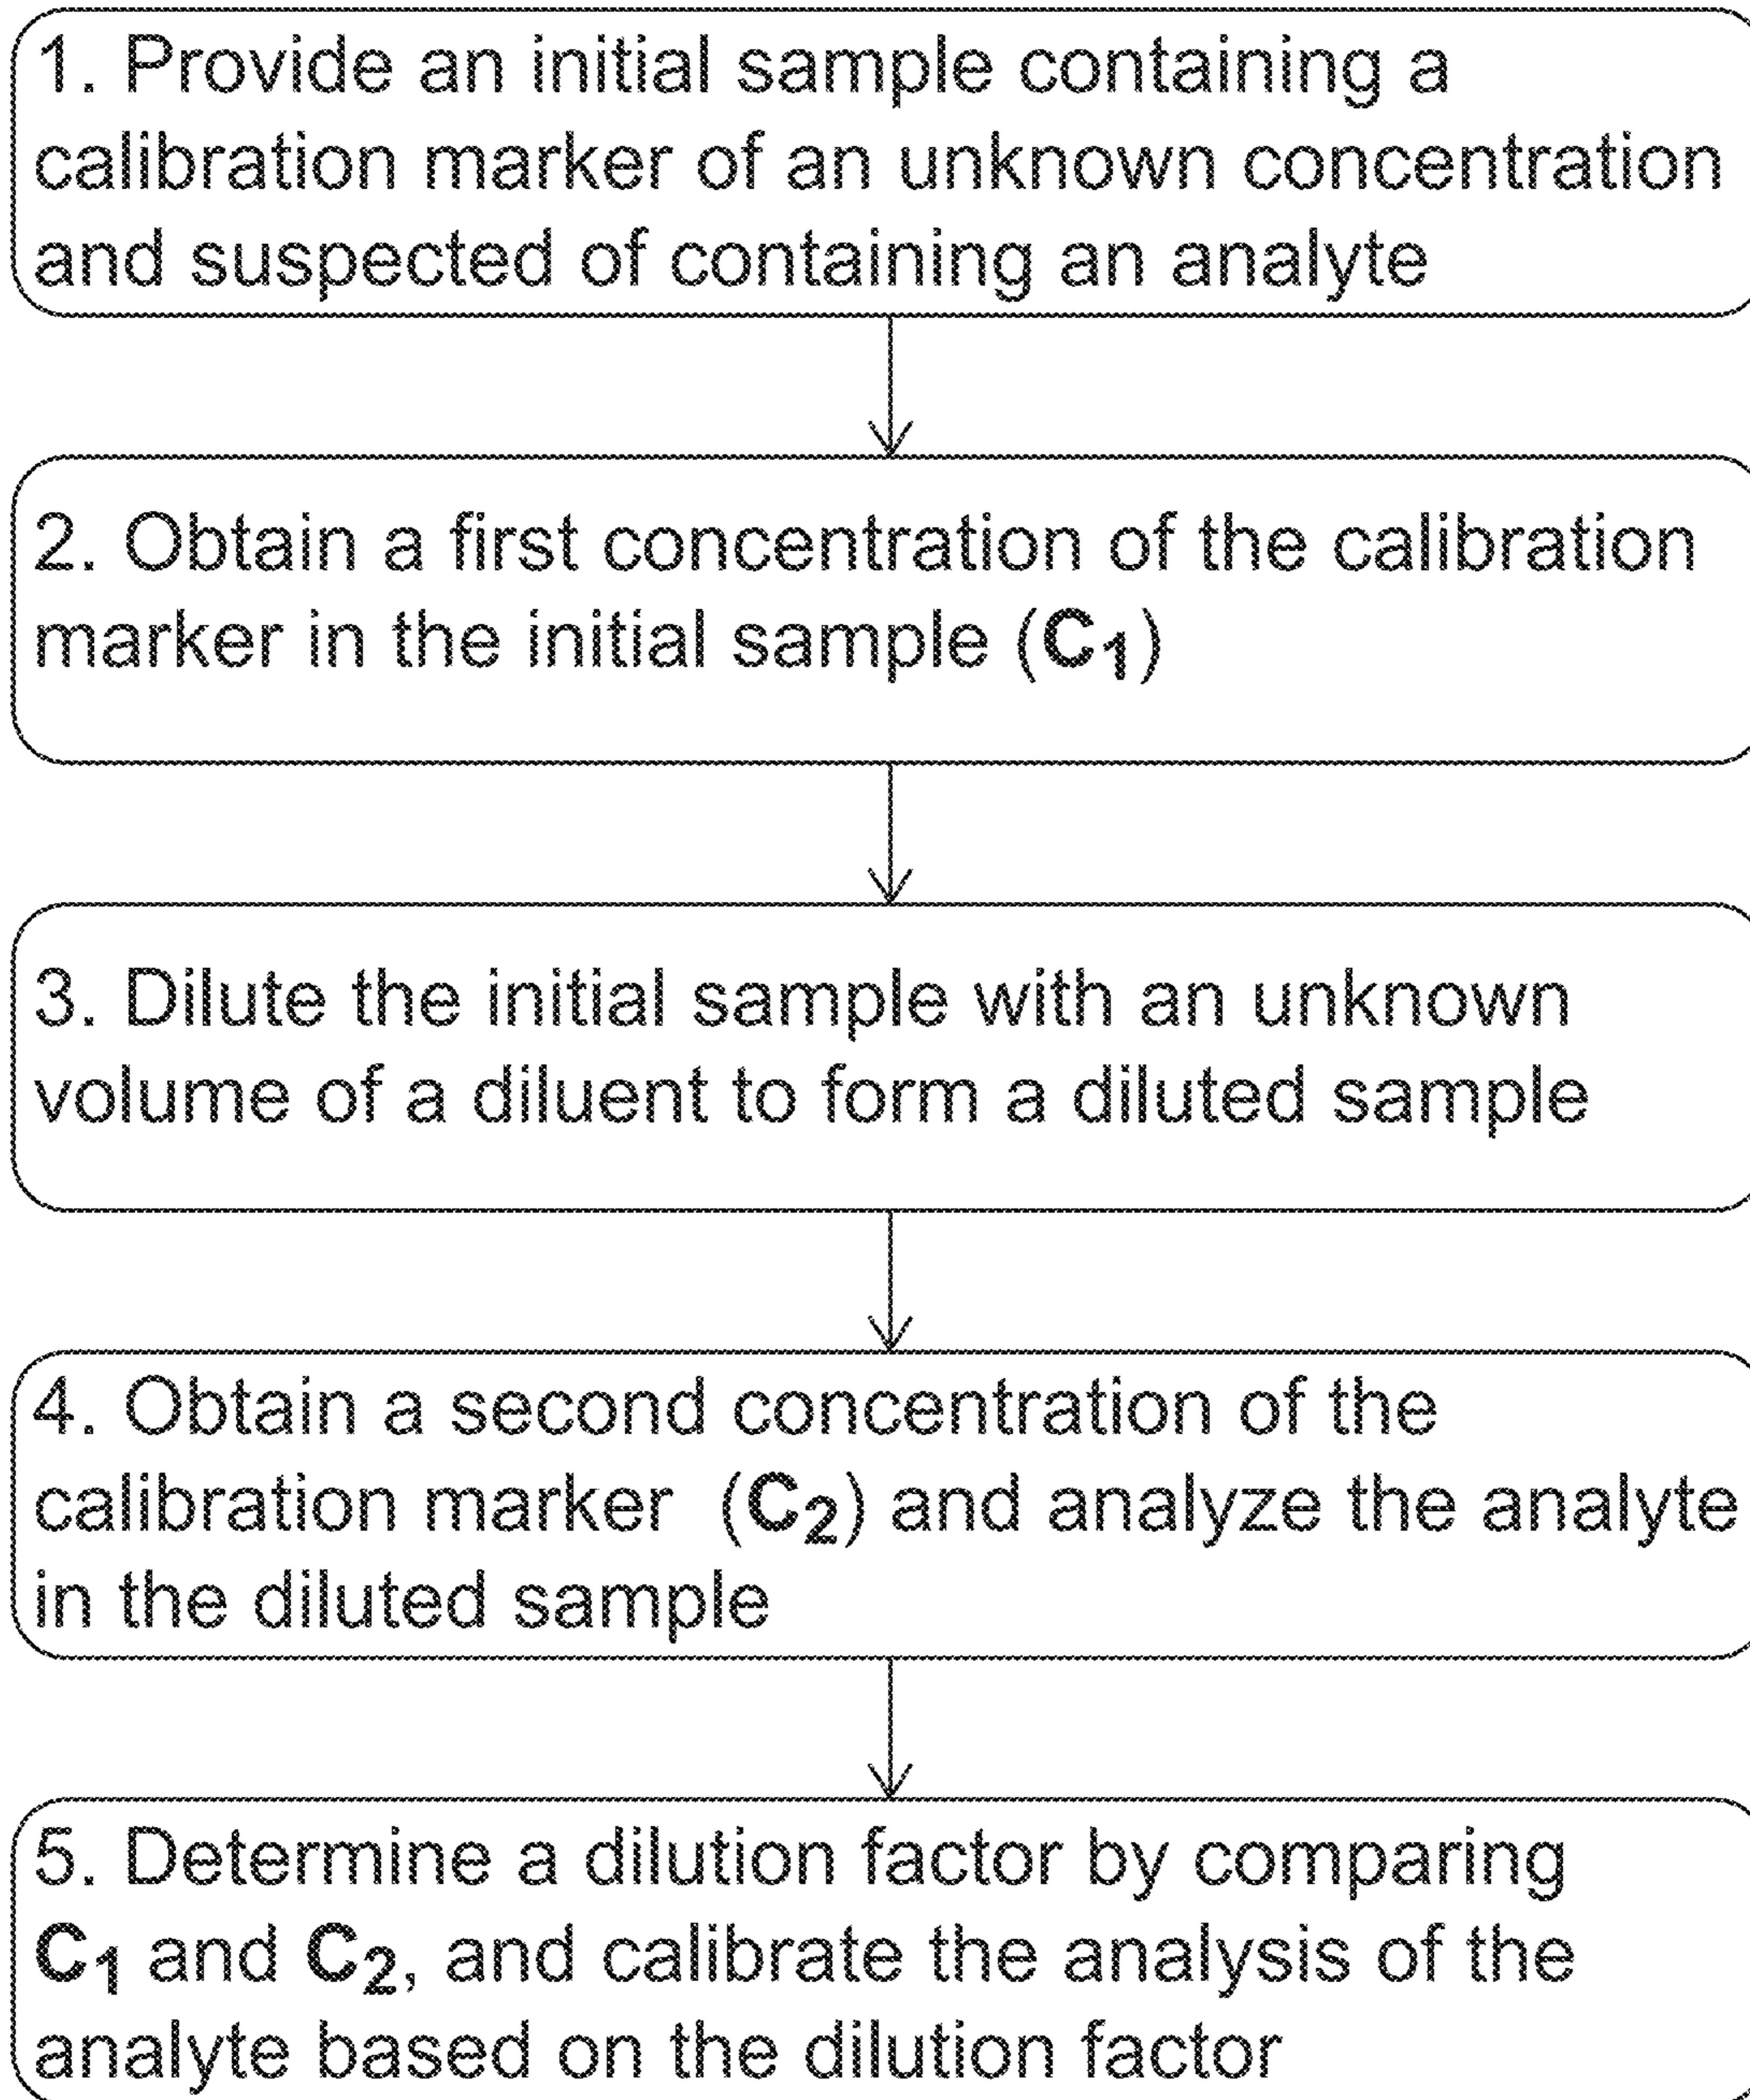 1. Provide an initial sample containing a
calibration marker of an unknown concentration
and suspected of containing an analyte
2. Obtain a first concentration of the calibration
marker in the initial sample (C₁)
3. Dilute the initial sample with an unknown
volume of a diluent to form a diluted sample
4. Obtain a second concentration of the
calibration marker (C₂) and analyze the analyte
in the diluted sample
5. Determine a dilution factor by comparing
C₁ and C₂, and calibrate the analysis of the
analyte based on the dilution factor